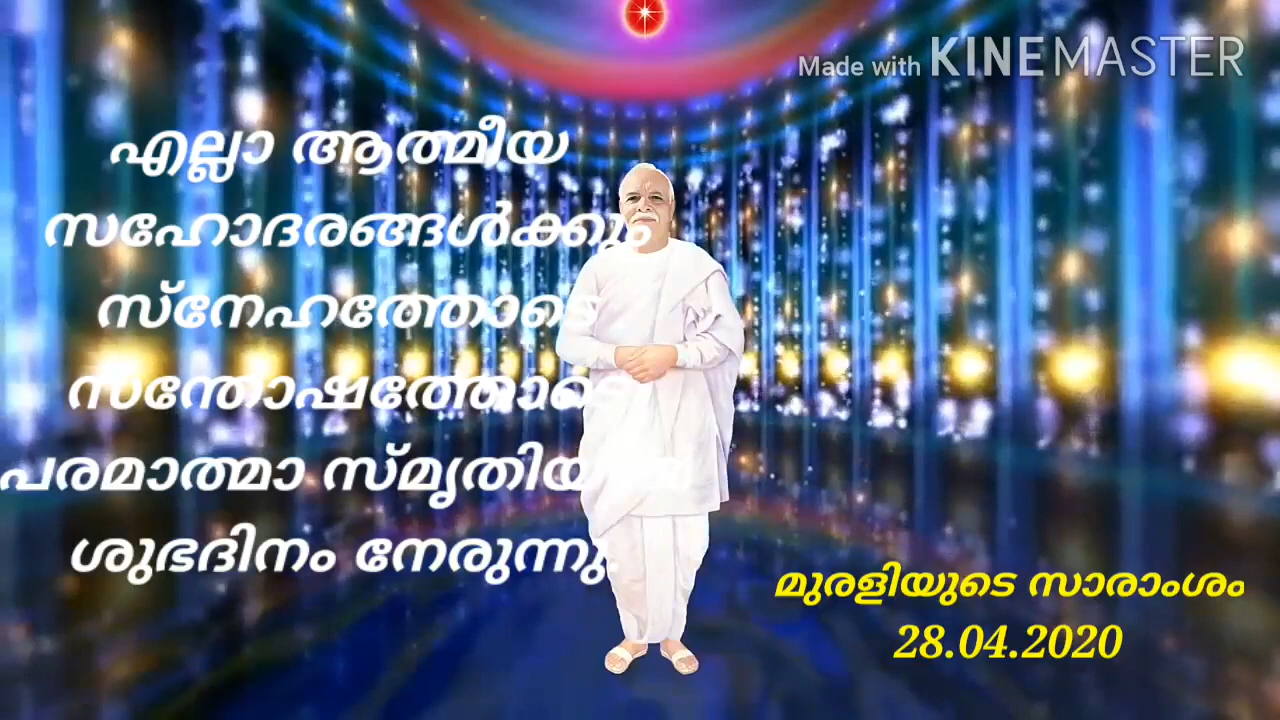 Made with KINEMASTER
എല്ലാ ആത്മീയ
സഹോദരങ്ങൾക്കും
സ്നേഹത്തോടെ
സന്തോഷത്തോടെ
പരമാത്മാ സ്മൃതിയിൽ
ശുഭദിനം നേരുന്നു.
മുരളിയുടെ സാരാംശം
28.04.2020